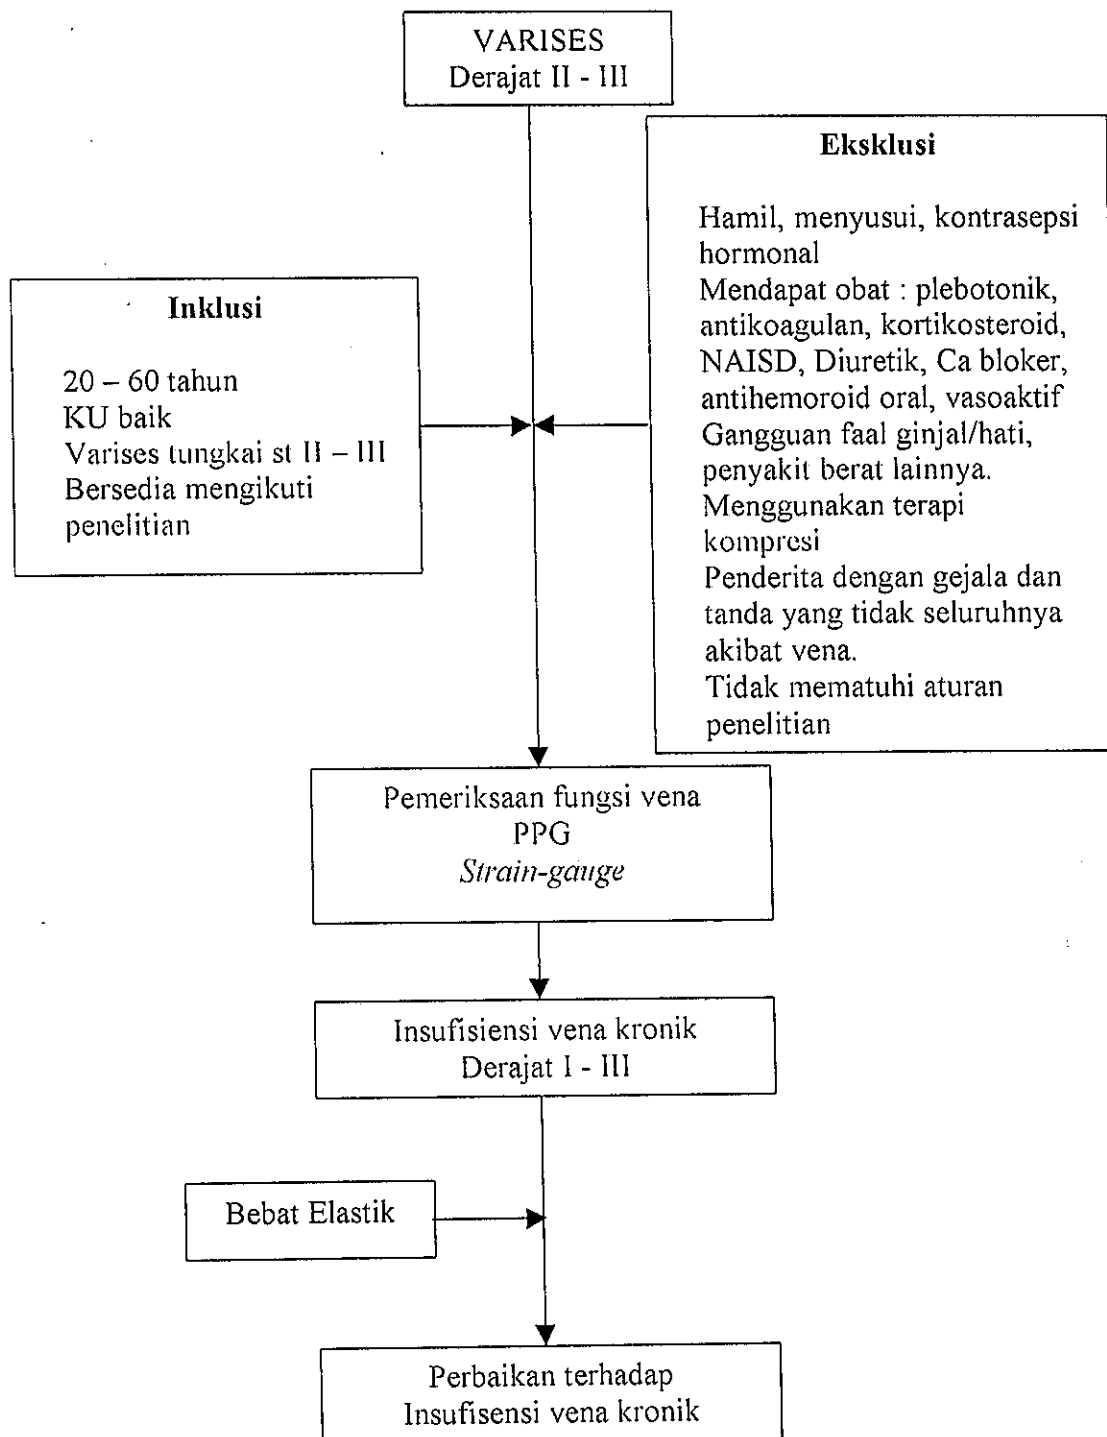 VARISES
Derajat II - III
Eksklusi
Hamil, menyusui, kontrasepsi
hormonal
Mendapat obat : plebotonik,
antikoagulan, kortikosteroid,
NAISD, Diuretik, Ca bloker,
antihemoroid oral, vasoaktif
Gangguan faal ginjal/hati,
penyakit berat lainnya.
Menggunakan terapi
kompresi
Penderita dengan gejala dan
tanda yang tidak seluruhnya
akibat vena.
Tidak mematuhi aturan
penelitian
Inklusi
20 – 60 tahun
KU baik
Varises tungkai st II – III
Bersedia mengikuti
penelitian
Pemeriksaan fungsi vena
PPG
Strain-gauge
Insufisiensi vena kronik
Derajat I - III
Bebat Elastik
Perbaikan terhadap
Insufisensi vena kronik